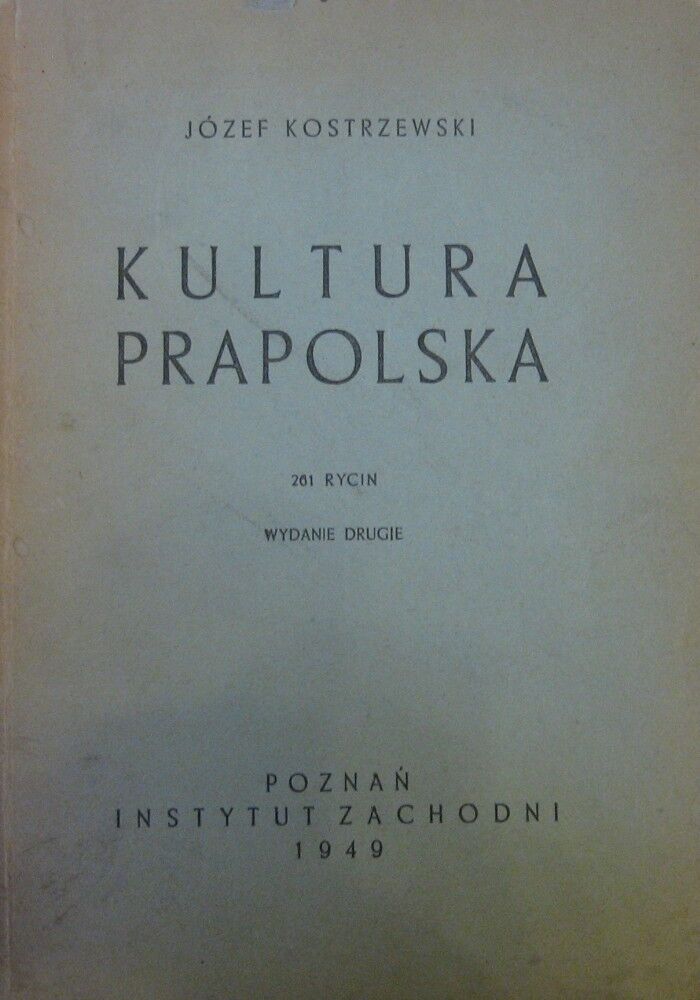 JÓZEF KOSTRZEWSKI
KULTURA
PRAPOLSKA
261 RYCIN
WYDANIE DRUGIE
POZNAŃ
INSTYTUT ZACHODNI
1949